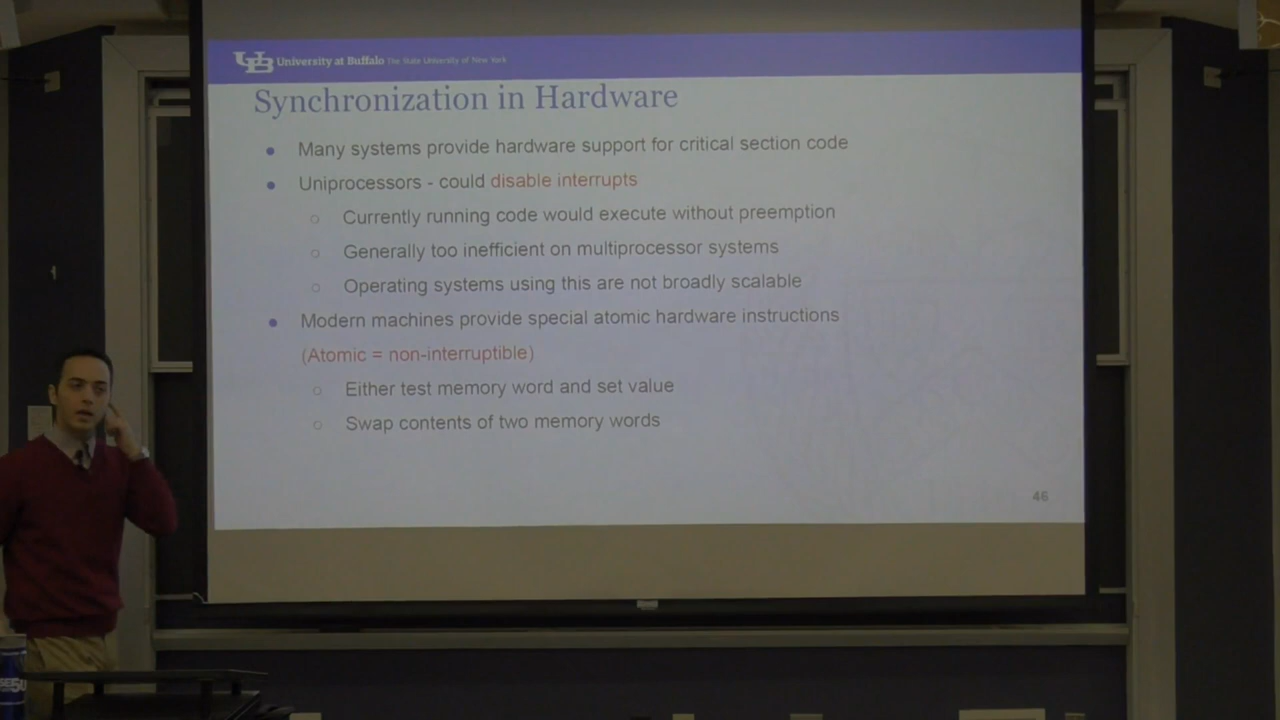 University at Buffalo The State University of New York
Synchronization in Hardware
● Many systems provide hardware support for critical section code
● Uniprocessors - could disable interrupts
○ Currently running code would execute without preemption
○ Generally too inefficient on multiprocessor systems
○ Operating systems using this are not broadly scalable
● Modern machines provide special atomic hardware instructions
(Atomic = non-interruptible)
○ Either test memory word and set value
○ Swap contents of two memory words
46